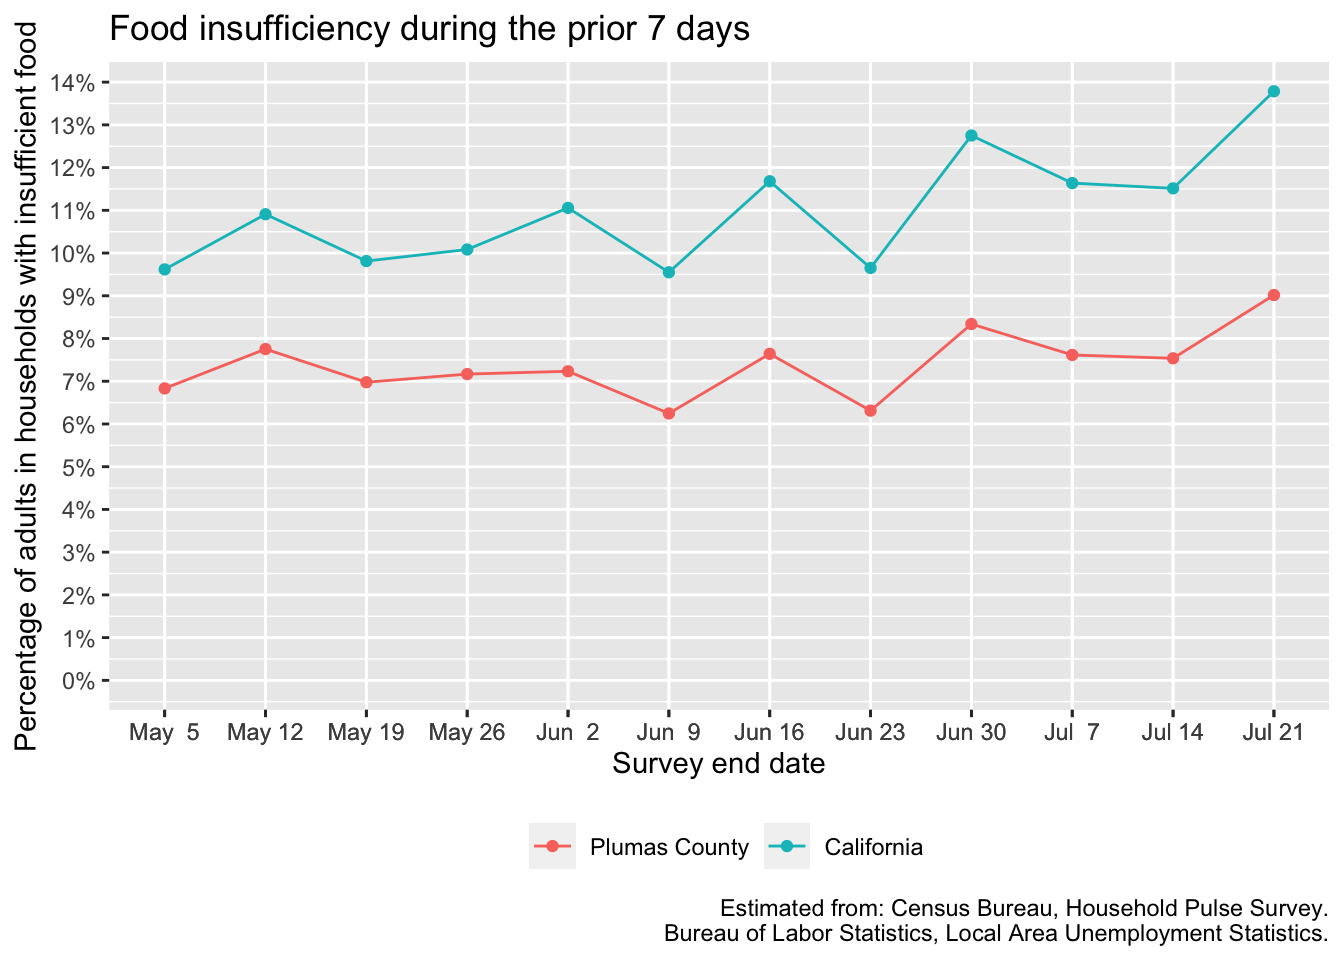 Food insufficiency during the prior 7 days
Percentage of adults in households with insufficient food
14%
13%
12%
11%
10%
9%
8%
7%
6%
5%
4%
3%
2%
1%
0%
May 5 May 12 May 19 May 26 Jun 2 Jun 9 Jun 16 Jun 23 Jun 30 Jul 7 Jul 14 Jul 21
Survey end date
Plumas County California
Estimated from: Census Bureau, Household Pulse Survey.
Bureau of Labor Statistics, Local Area Unemployment Statistics.